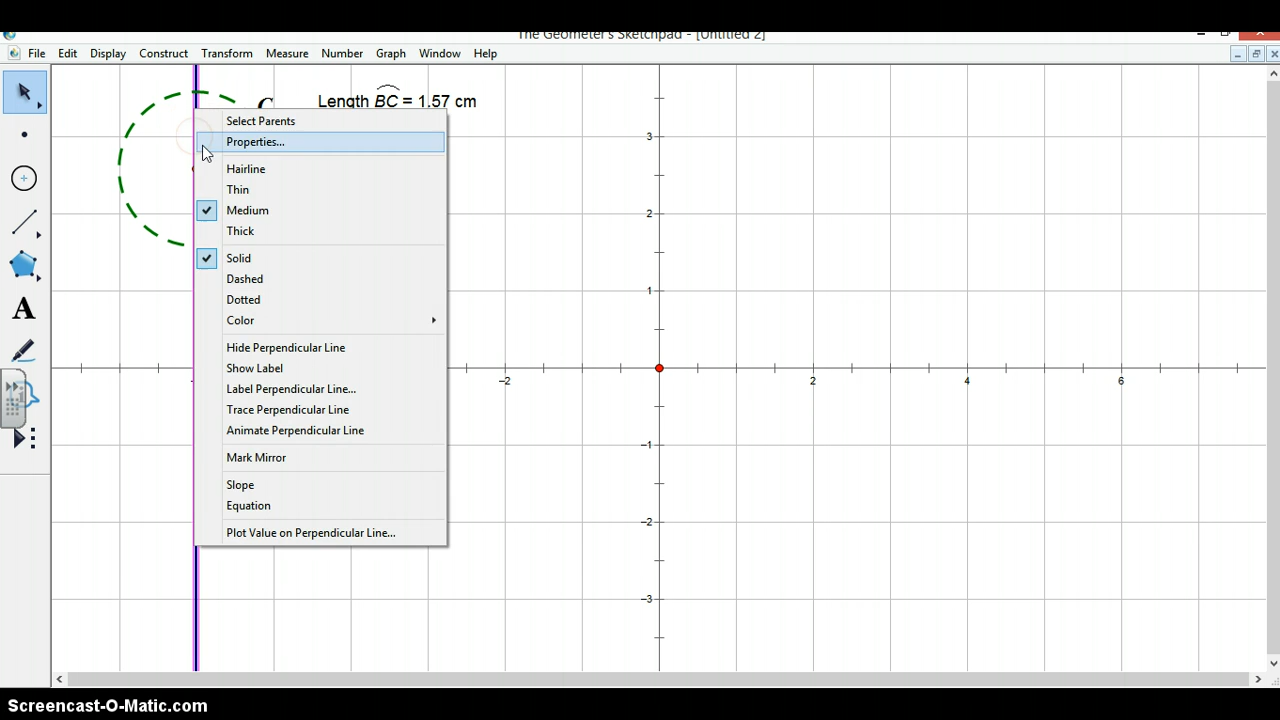 The Geometer's Sketchpad - [Untitled 2]
File Edit Display Construct Transform Measure Number Graph Window Help
C Length BC = 1.57 cm
Select Parents
Properties...
Hairline
Thin
Medium
Thick
Solid
Dashed
Dotted
Color
Hide Perpendicular Line
Show Label
Label Perpendicular Line...
Trace Perpendicular Line
Animate Perpendicular Line
Mark Mirror
Slope
Equation
Plot Value on Perpendicular Line...
3
2
1
-2 2 4 6
-1
-2
-3
A
Screencast-O-Matic.com